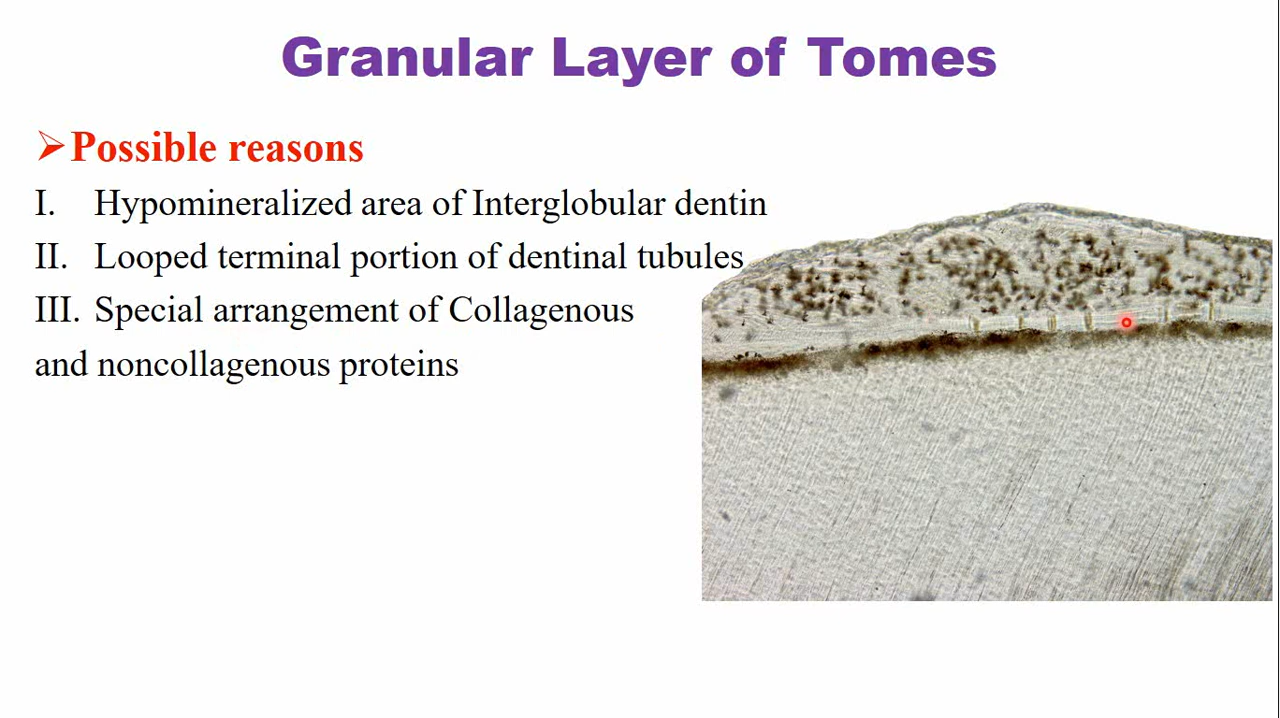 Granular Layer of Tomes
➢Possible reasons
I. Hypomineralized area of Interglobular dentin
II. Looped terminal portion of dentinal tubules
III. Special arrangement of Collagenous
and noncollagenous proteins